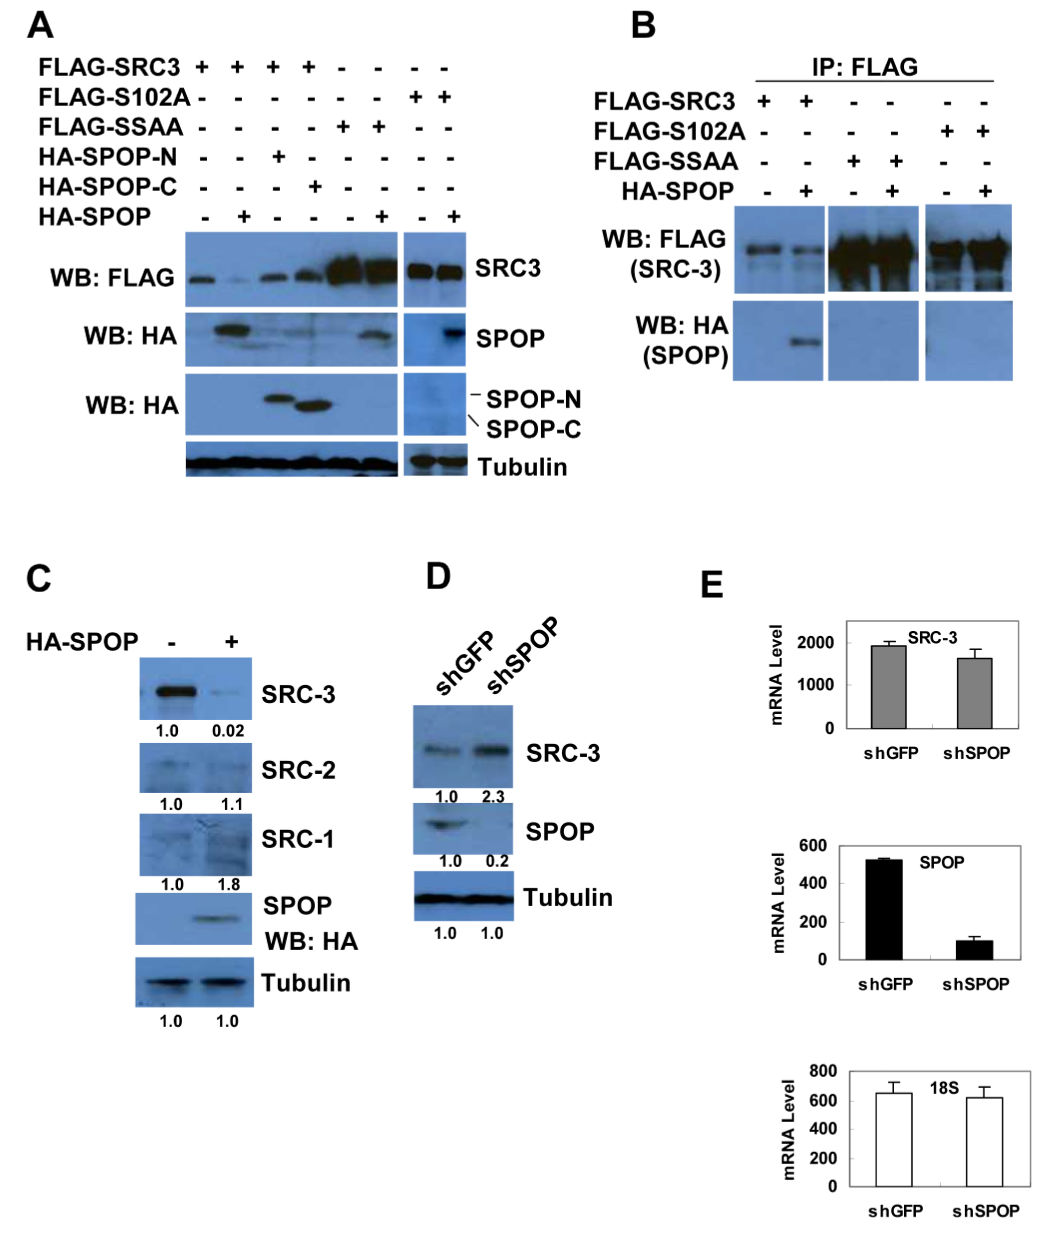 A
FLAG-SRC3 + + + + - - - -
FLAG-S102A - - - - - - + +
FLAG-SSAA - - - - + + - -
HA-SPOP-N - - + - - - - -
HA-SPOP-C - - - + - - - -
HA-SPOP - + - - - + - +
WB: FLAG
SRC3
WB: HA
SPOP
WB: HA
SPOP-N
SPOP-C
Tubulin
B
IP: FLAG
FLAG-SRC3 + + - - - -
FLAG-S102A - - - - + +
FLAG-SSAA - - + + - -
HA-SPOP - + - + - +
WB: FLAG
(SRC-3)
WB: HA
(SPOP)
C
HA-SPOP - +
SRC-3
1.0 0.02
SRC-2
1.0 1.1
SRC-1
1.0 1.8
SPOP
WB: HA
Tubulin
1.0 1.0
D
shGFP shSPOP
SRC-3
1.0 2.3
SPOP
1.0 0.2
Tubulin
1.0 1.0
E
SRC-3
mRNA Level
2000
1000
0
shGFP shSPOP
SPOP
mRNA Level
600
400
200
0
shGFP shSPOP
18S
mRNA Level
800
600
400
200
0
shGFP shSPOP